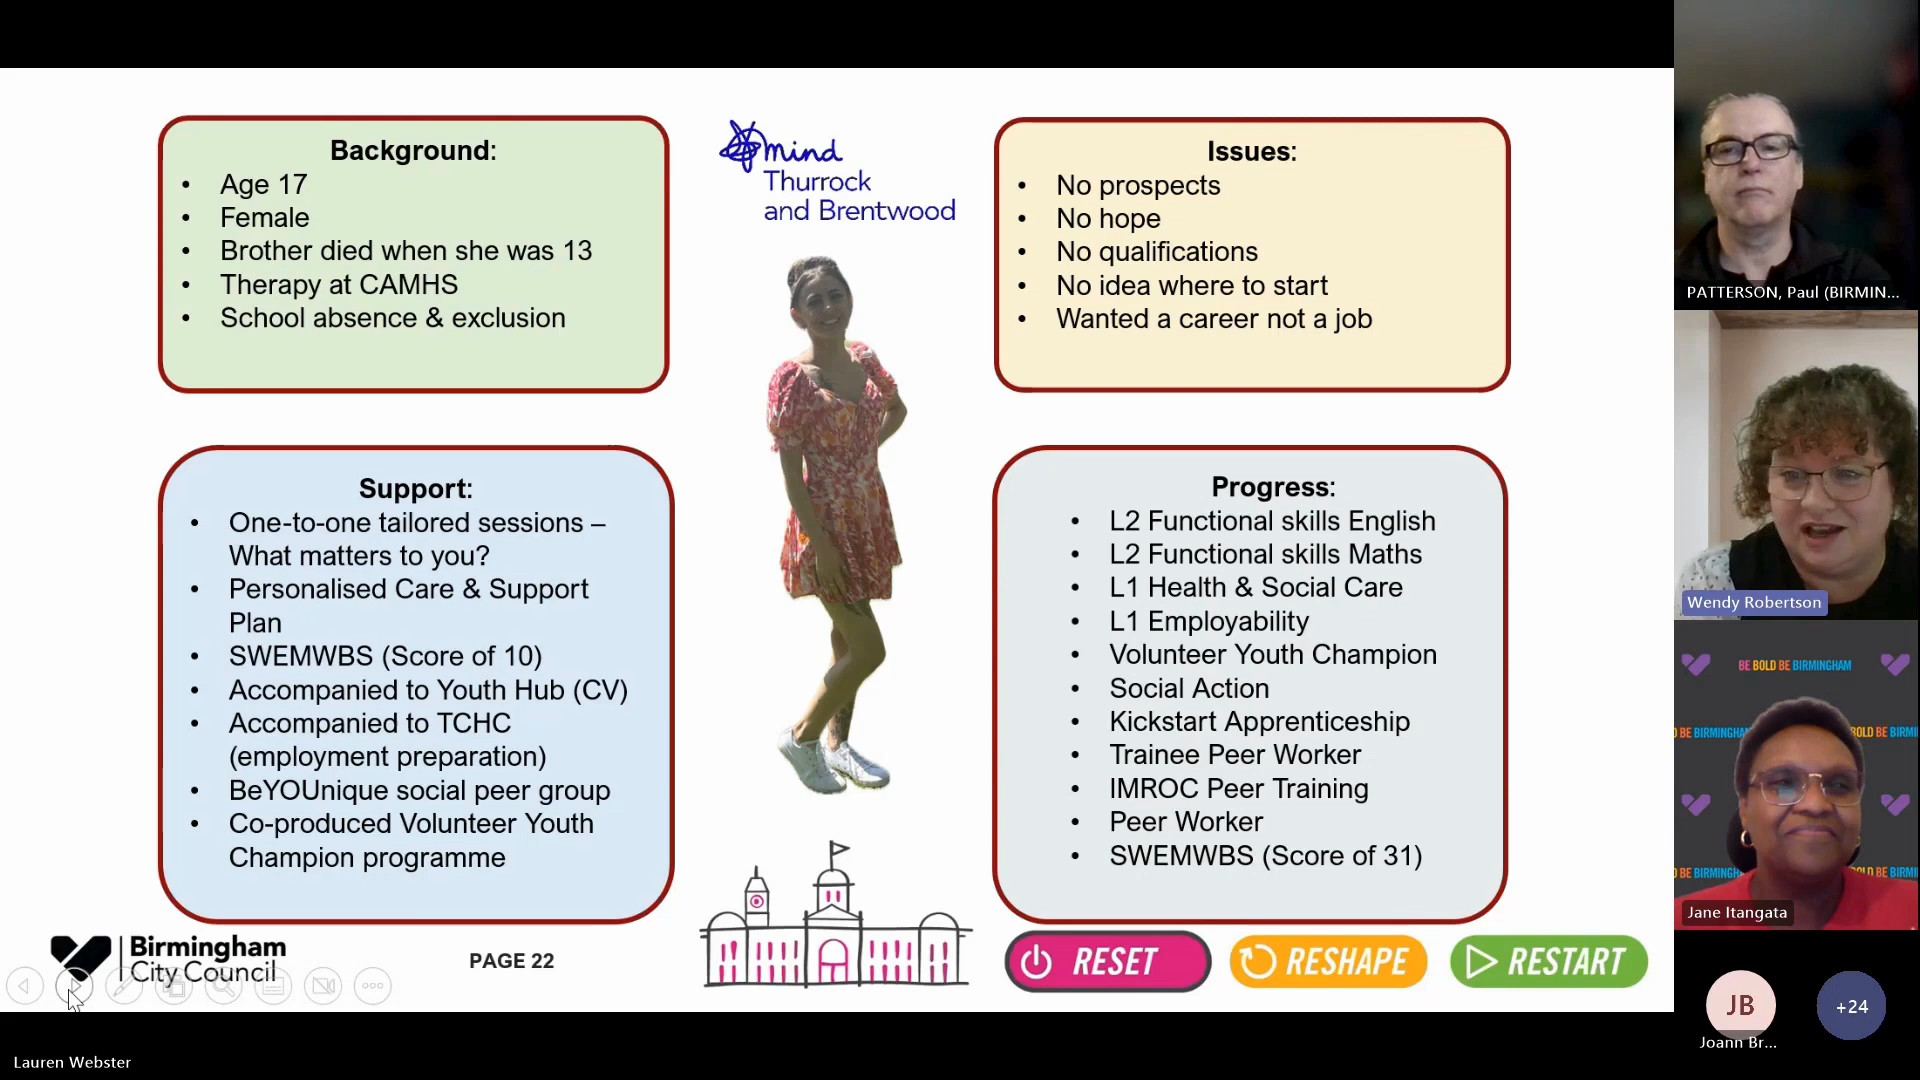 Background:
• Age 17
• Female
• Brother died when she was 13
• Therapy at CAMHS
• School absence & exclusion
mind
Thurrock
and Brentwood
Issues:
• No prospects
• No hope
• No qualifications
• No idea where to start
• Wanted a career not a job
Support:
• One-to-one tailored sessions –
What matters to you?
• Personalised Care & Support
Plan
• SWEMWBS (Score of 10)
• Accompanied to Youth Hub (CV)
• Accompanied to TCHC
(employment preparation)
• BeYOUnique social peer group
• Co-produced Volunteer Youth
Champion programme
Progress:
• L2 Functional skills English
• L2 Functional skills Maths
• L1 Health & Social Care
• L1 Employability
• Volunteer Youth Champion
• Social Action
• Kickstart Apprenticeship
• Trainee Peer Worker
• IMROC Peer Training
• Peer Worker
• SWEMWBS (Score of 31)
Birmingham
City Council
PAGE 22
RESET
RESHAPE
RESTART
Lauren Webster
PATTERSON, Paul (BIRMIN...
Wendy Robertson
BE BOLD BE BIRMINGHAM
Jane Itangata
JB
+24
Joann Br...